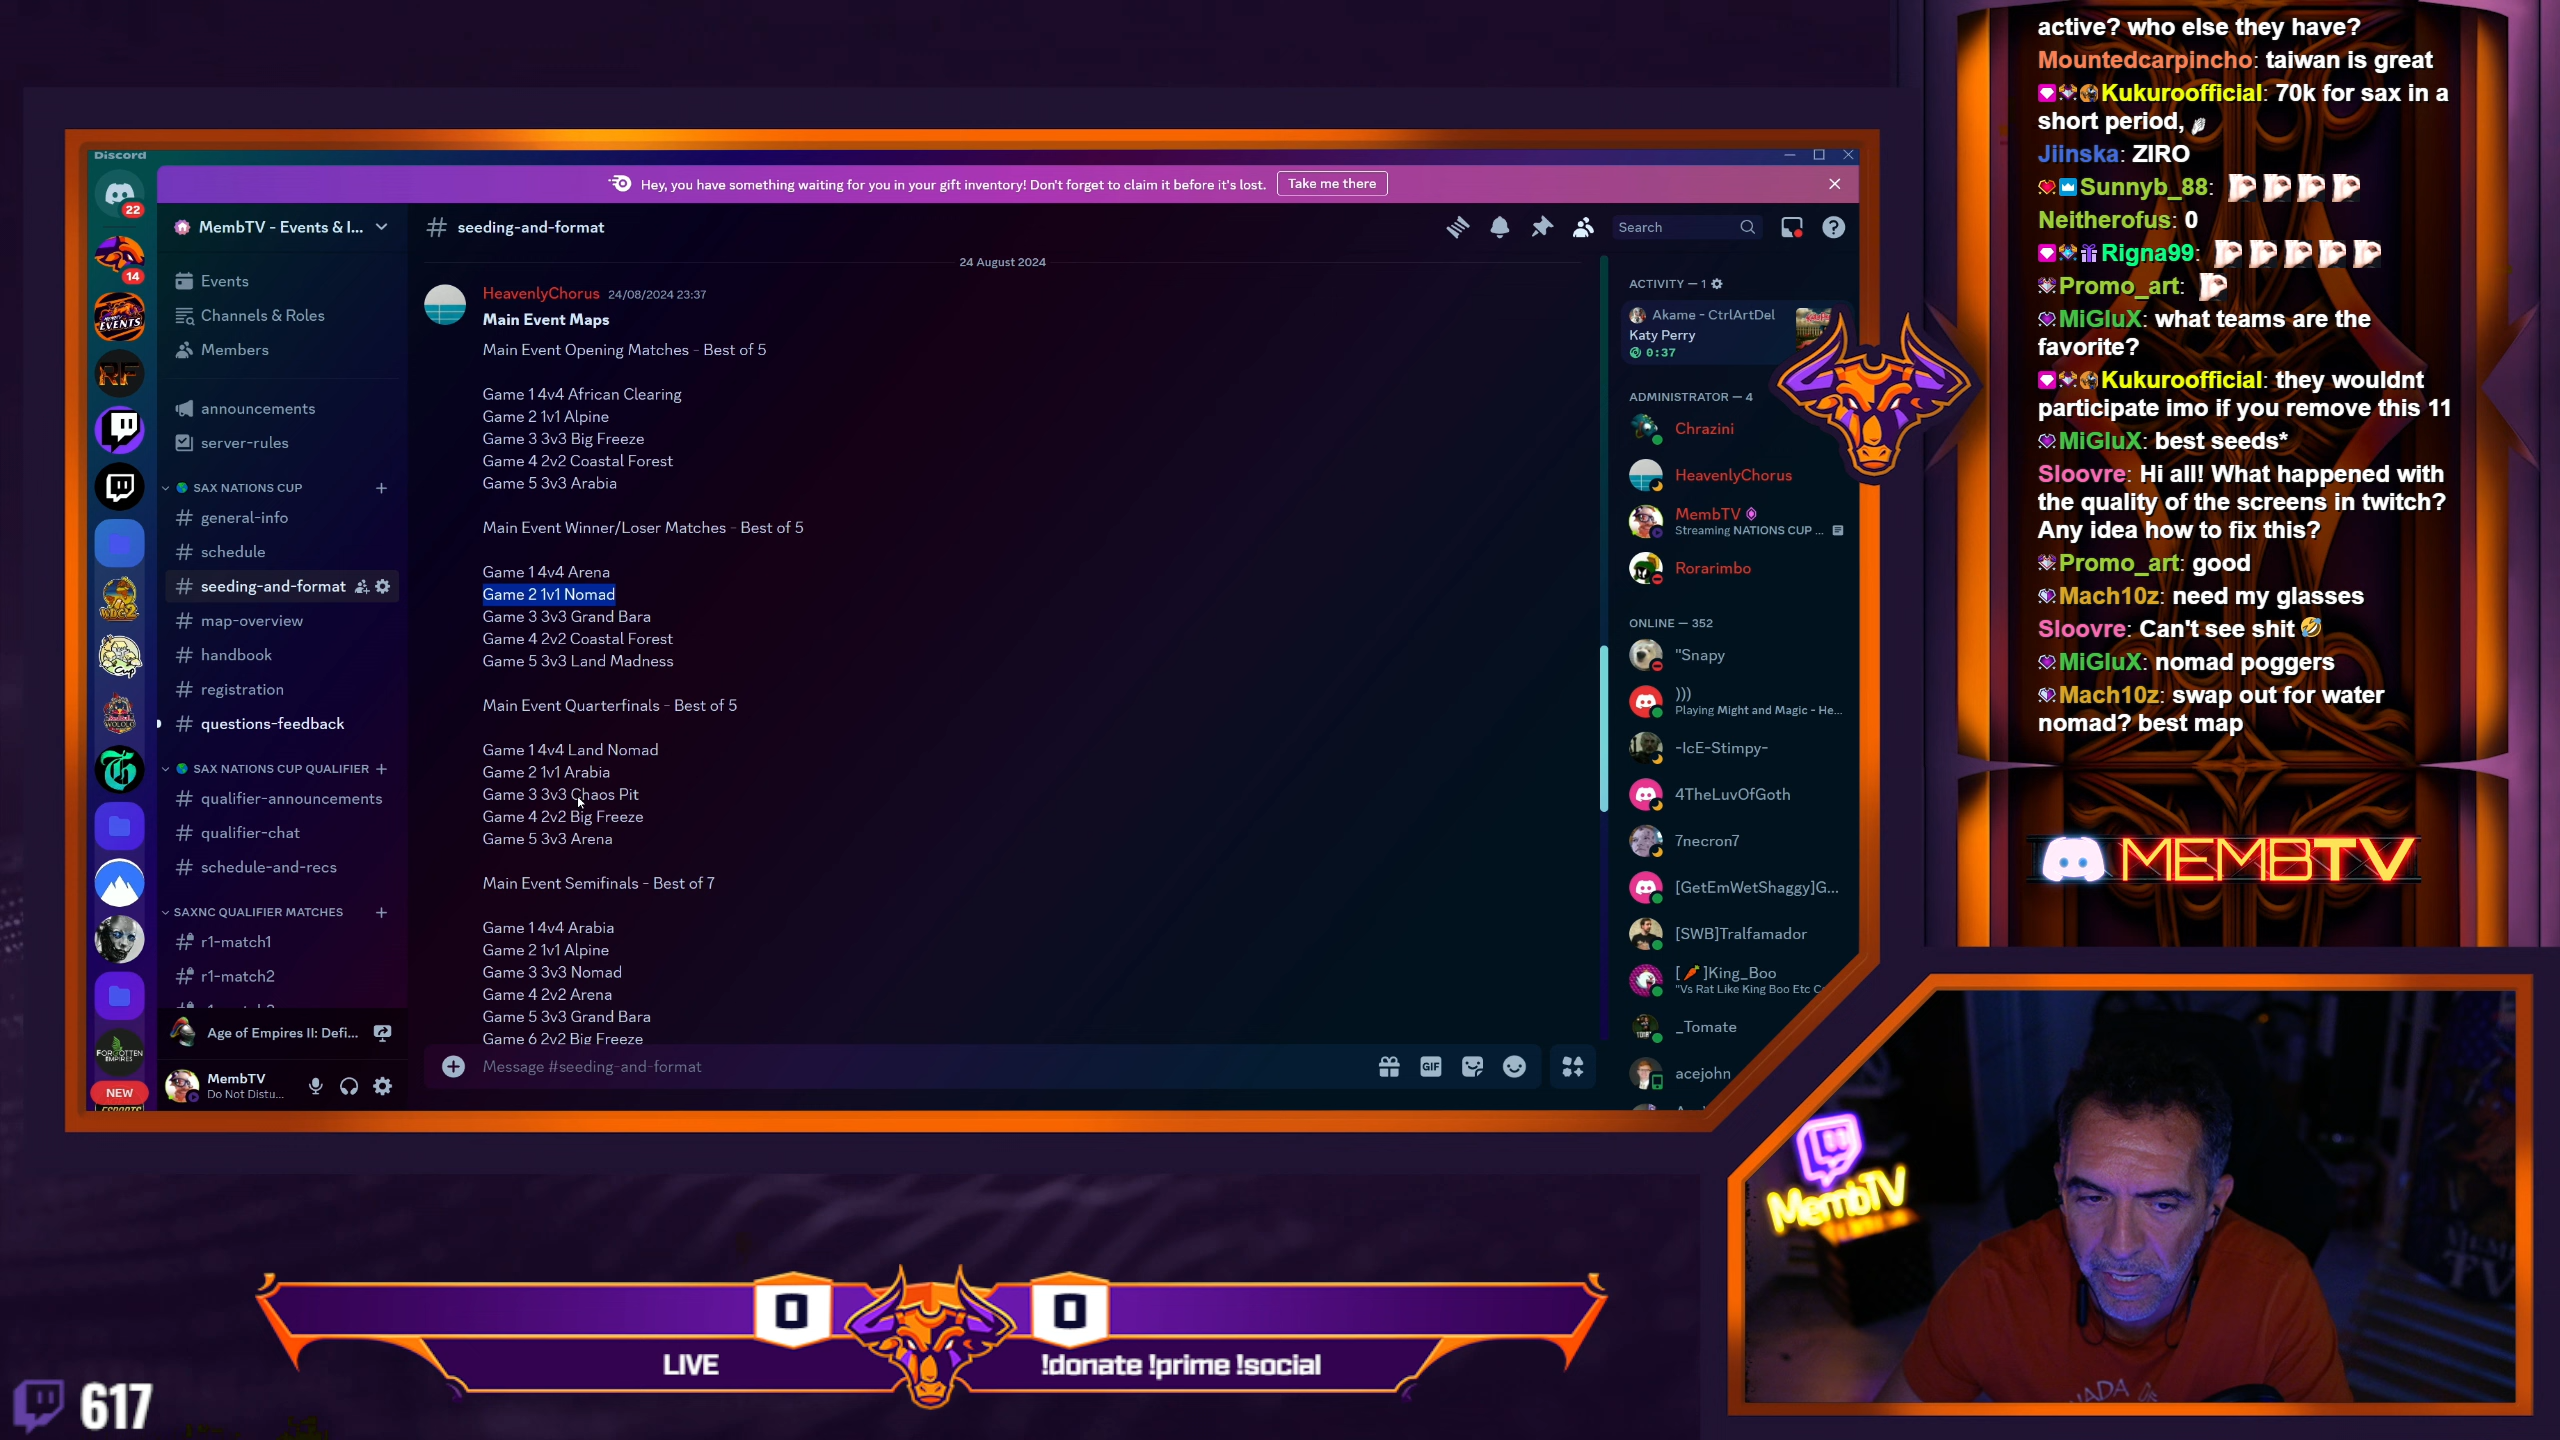 Discord
Hey, you have something waiting for you in your gift inventory! Don't forget to claim it before it's lost.
Take me there
22
14
EVENTS
RF
FORGOTTEN EMPIRES
NEW
MembTV - Events & I...
Events
Channels & Roles
Members
announcements
server-rules
SAX NATIONS CUP
general-info
schedule
seeding-and-format
map-overview
handbook
registration
questions-feedback
SAX NATIONS CUP QUALIFIER
qualifier-announcements
qualifier-chat
schedule-and-recs
SAXNC QUALIFIER MATCHES
r1-match1
r1-match2
Age of Empires II: Defi...
MembTV
Do Not Distu...
seeding-and-format
Search
24 August 2024
HeavenlyChorus 24/08/2024 23:37
Main Event Maps
Main Event Opening Matches - Best of 5
Game 1 4v4 African Clearing
Game 2 1v1 Alpine
Game 3 3v3 Big Freeze
Game 4 2v2 Coastal Forest
Game 5 3v3 Arabia
Main Event Winner/Loser Matches - Best of 5
Game 1 4v4 Arena
Game 2 1v1 Nomad
Game 3 3v3 Grand Bara
Game 4 2v2 Coastal Forest
Game 5 3v3 Land Madness
Main Event Quarterfinals - Best of 5
Game 1 4v4 Land Nomad
Game 2 1v1 Arabia
Game 3 3v3 Chaos Pit
Game 4 2v2 Big Freeze
Game 5 3v3 Arena
Main Event Semifinals - Best of 7
Game 1 4v4 Arabia
Game 2 1v1 Alpine
Game 3 3v3 Nomad
Game 4 2v2 Arena
Game 5 3v3 Grand Bara
Game 6 2v2 Big Freeze
Message #seeding-and-format
GIF
ACTIVITY — 1
Akame - CtrlArtDel
Katy Perry
0:37
ADMINISTRATOR — 4
Chrazini
HeavenlyChorus
MembTV
Streaming NATIONS CUP ...
Rorarimbo
ONLINE — 352
"Snapy
)))
Playing Might and Magic - He...
-IcE-Stimpy-
4TheLuvOfGoth
7necron7
[GetEmWetShaggy]G...
[SWB]Tralfamador
[🥕]King_Boo
"Vs Rat Like King Boo Etc C
_Tomate
acejohn
active? who else they have?
Mountedcarpincho: taiwan is great
Kukuroofficial: 70k for sax in a
short period,
Jiinska: ZIRO
Sunnyb_88:
Neitherofus: 0
Rigna99:
Promo_art:
MiGluX: what teams are the
favorite?
Kukuroofficial: they wouldnt
participate imo if you remove this 11
MiGluX: best seeds*
Sloovre: Hi all! What happened with
the quality of the screens in twitch?
Any idea how to fix this?
Promo_art: good
Mach10z: need my glasses
Sloovre: Can't see shit 🤣
MiGluX: nomad poggers
Mach10z: swap out for water
nomad? best map
MEMBTV
MembTV
0
0
LIVE
!donate !prime !social
617